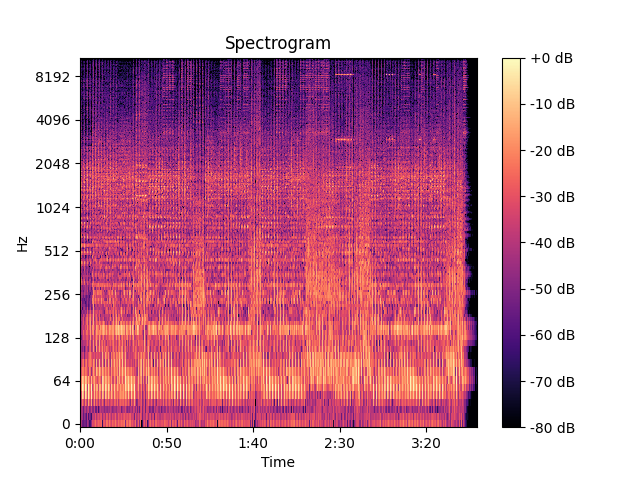 Spectrogram
8192
4096
2048
1024
512
256
128
64
0
Hz
0:00
0:50
1:40
2:30
3:20
Time
+0 dB
-10 dB
-20 dB
-30 dB
-40 dB
-50 dB
-60 dB
-70 dB
-80 dB